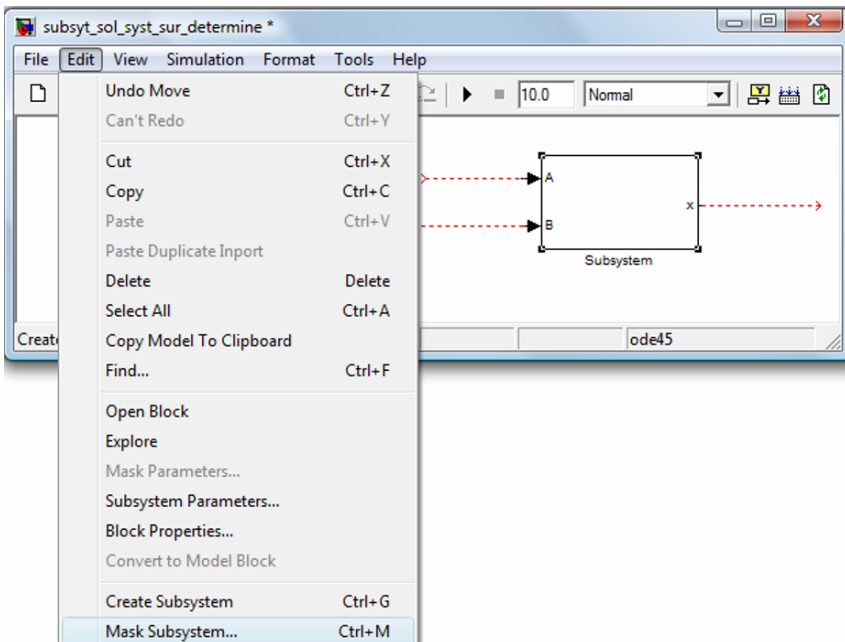 subsyt_sol_syst_sur_determine *
File Edit View Simulation Format Tools Help
10.0 Normal
Undo Move Ctrl+Z
Can't Redo Ctrl+Y
Cut Ctrl+X
Copy Ctrl+C
Paste Ctrl+V
Paste Duplicate Inport
Delete Delete
Select All Ctrl+A
Copy Model To Clipboard
Find... Ctrl+F
Open Block
Explore
Mask Parameters...
Subsystem Parameters...
Block Properties...
Convert to Model Block
Create Subsystem Ctrl+G
Mask Subsystem... Ctrl+M
A
x
B
Subsystem
Creat
ode45